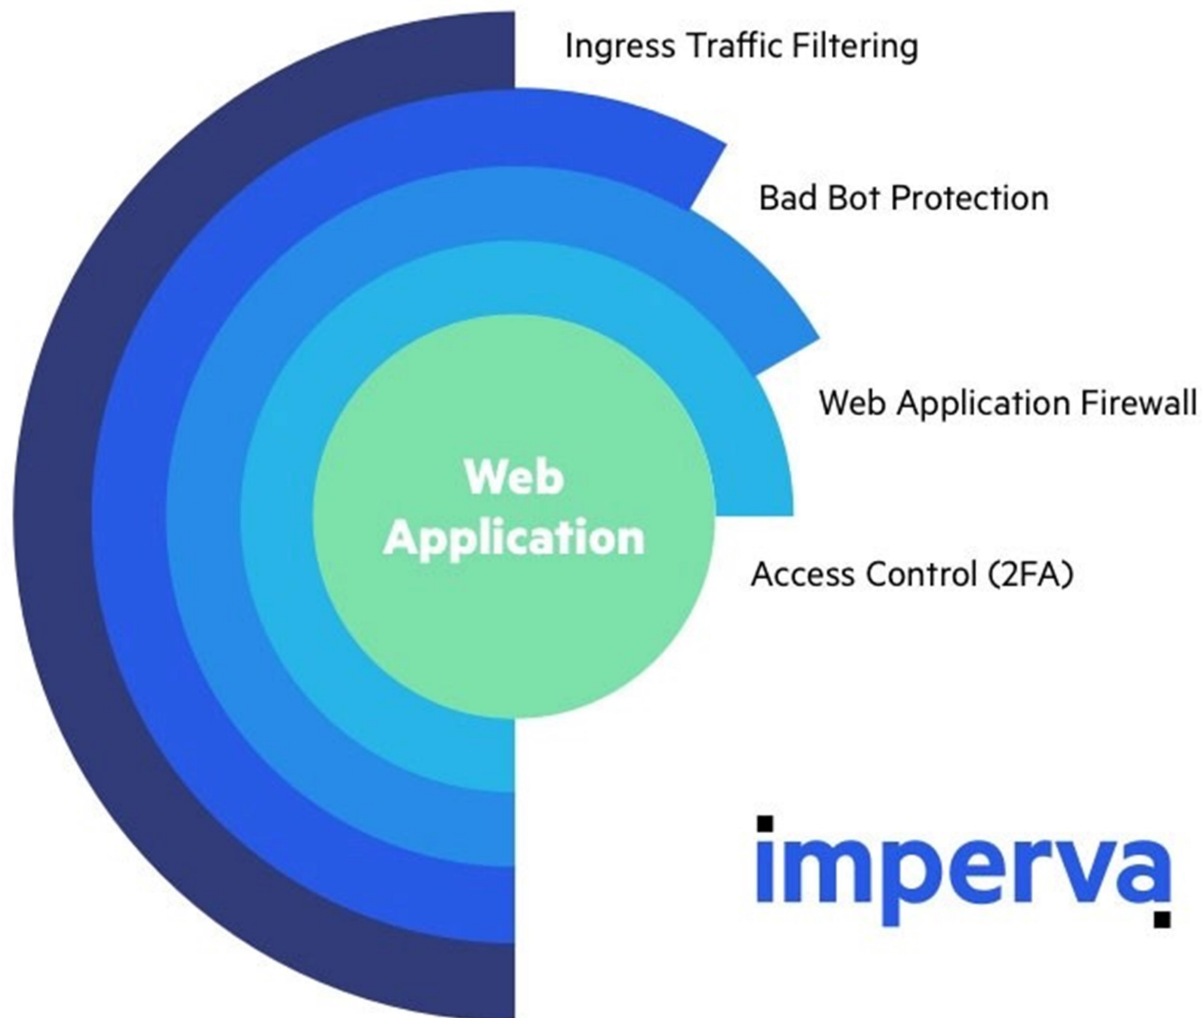 Ingress Traffic Filtering
Bad Bot Protection
Web Application Firewall
Web
Application
Access Control (2FA)
imperva